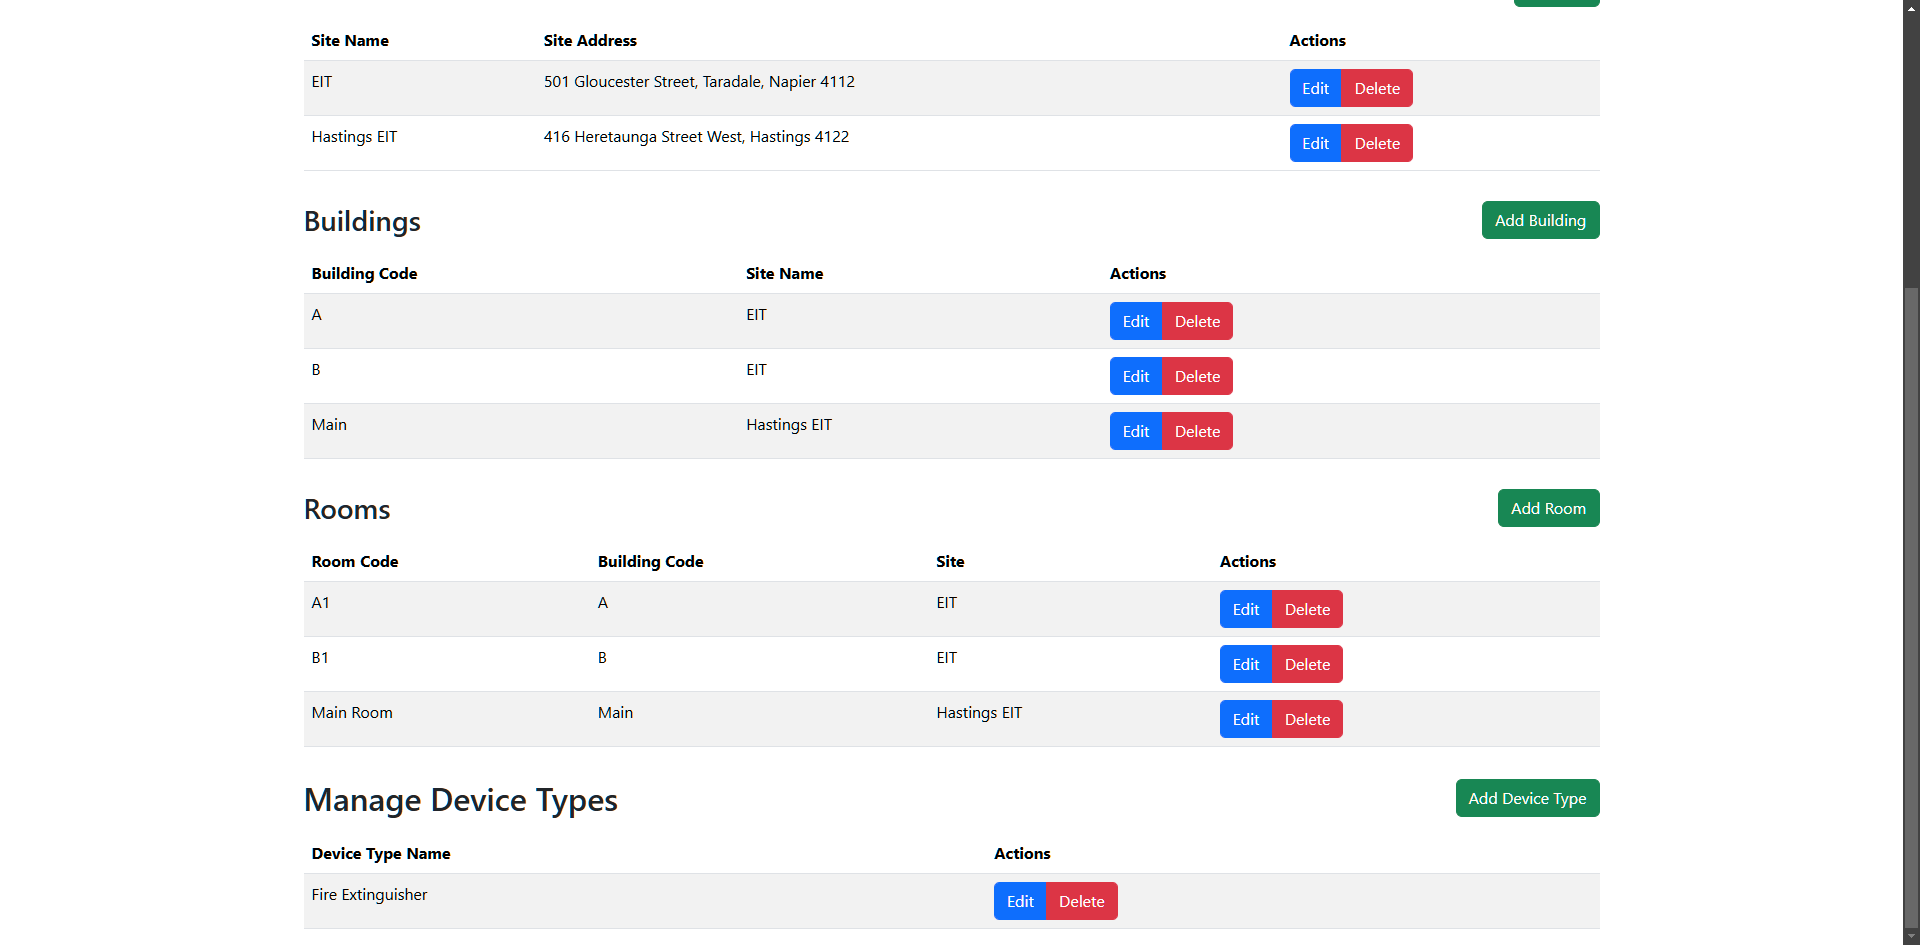 Site Name Site Address Actions
EIT 501 Gloucester Street, Taradale, Napier 4112 Edit Delete
Hastings EIT 416 Heretaunga Street West, Hastings 4122 Edit Delete
Buildings Add Building
Building Code Site Name Actions
A EIT Edit Delete
B EIT Edit Delete
Main Hastings EIT Edit Delete
Rooms Add Room
Room Code Building Code Site Actions
A1 A EIT Edit Delete
B1 B EIT Edit Delete
Main Room Main Hastings EIT Edit Delete
Manage Device Types Add Device Type
Device Type Name Actions
Fire Extinguisher Edit Delete